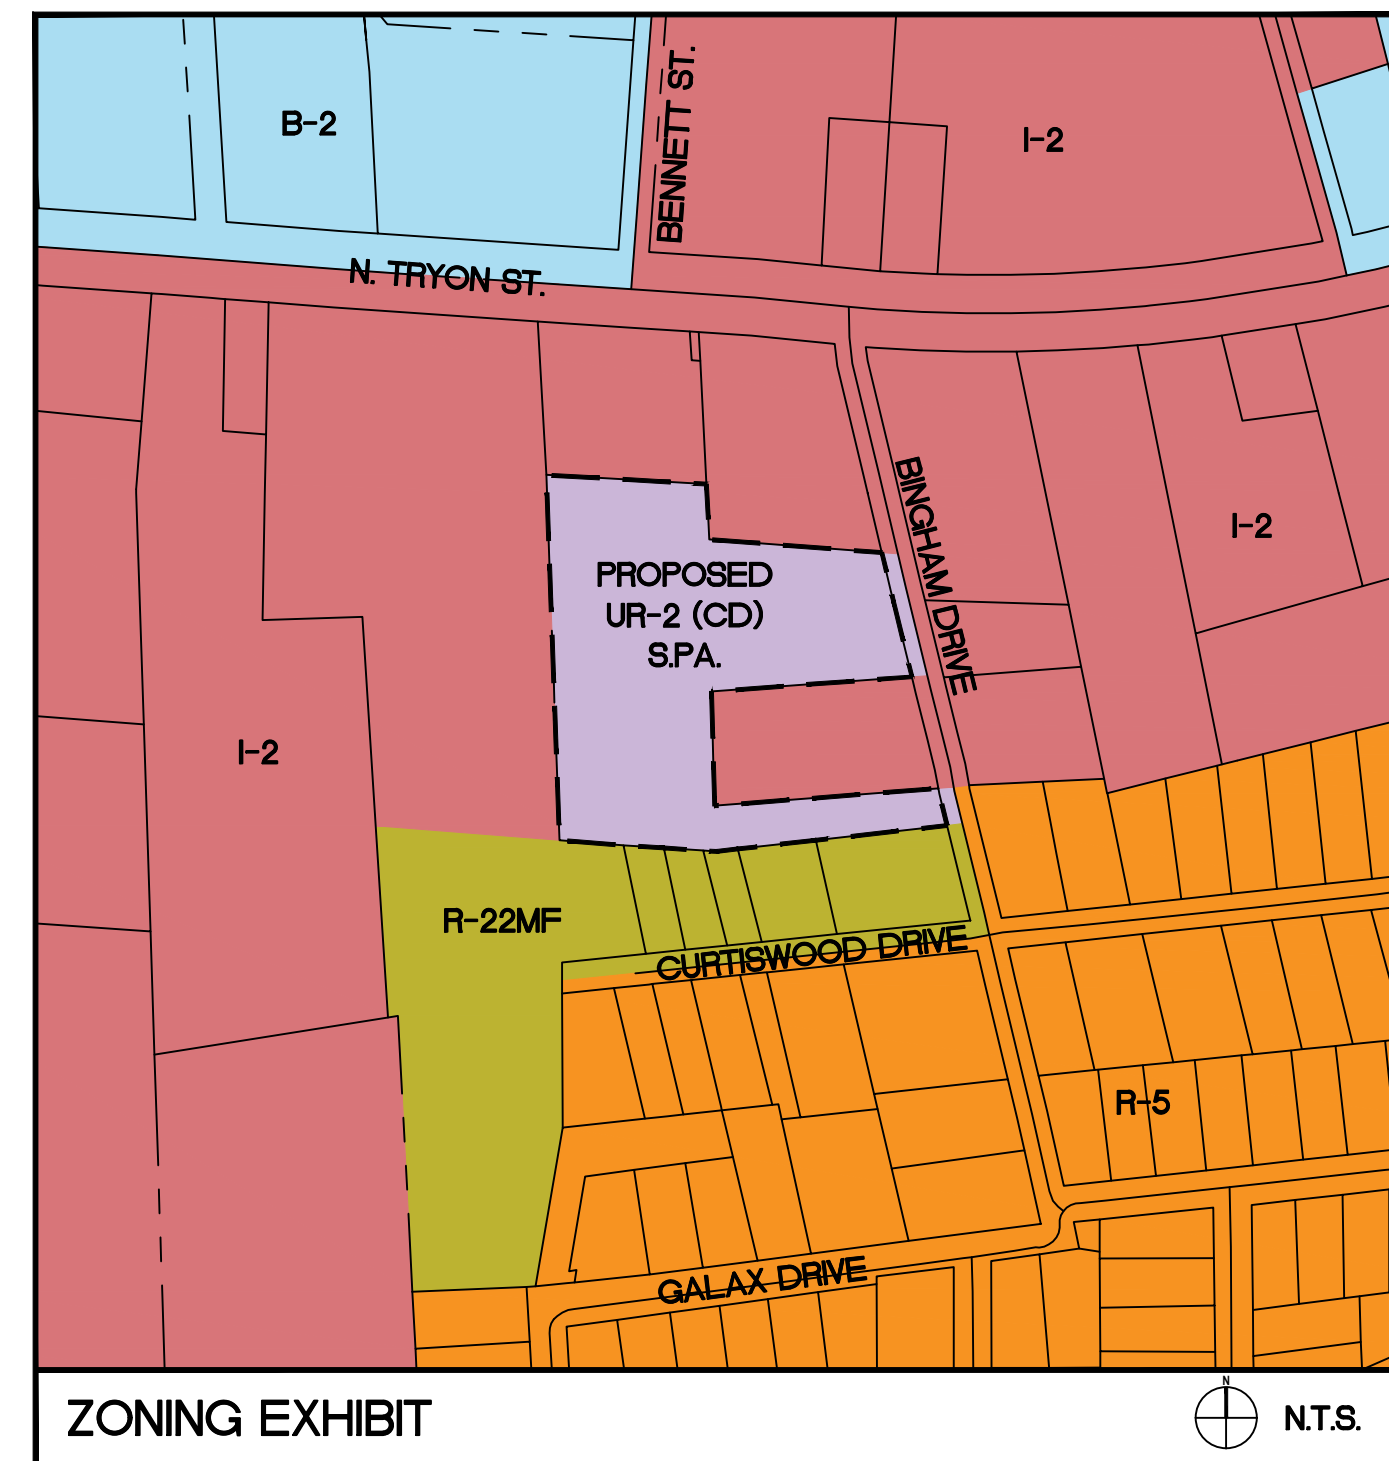 B-2
BENNETT ST.
I-2
N. TRYON ST.
BINGHAM DRIVE
I-2
PROPOSED
UR-2 (CD)
S.P.A.
I-2
R-22MF
CURTISWOOD DRIVE
R-5
GALAX DRIVE
ZONING EXHIBIT
N
N.T.S.